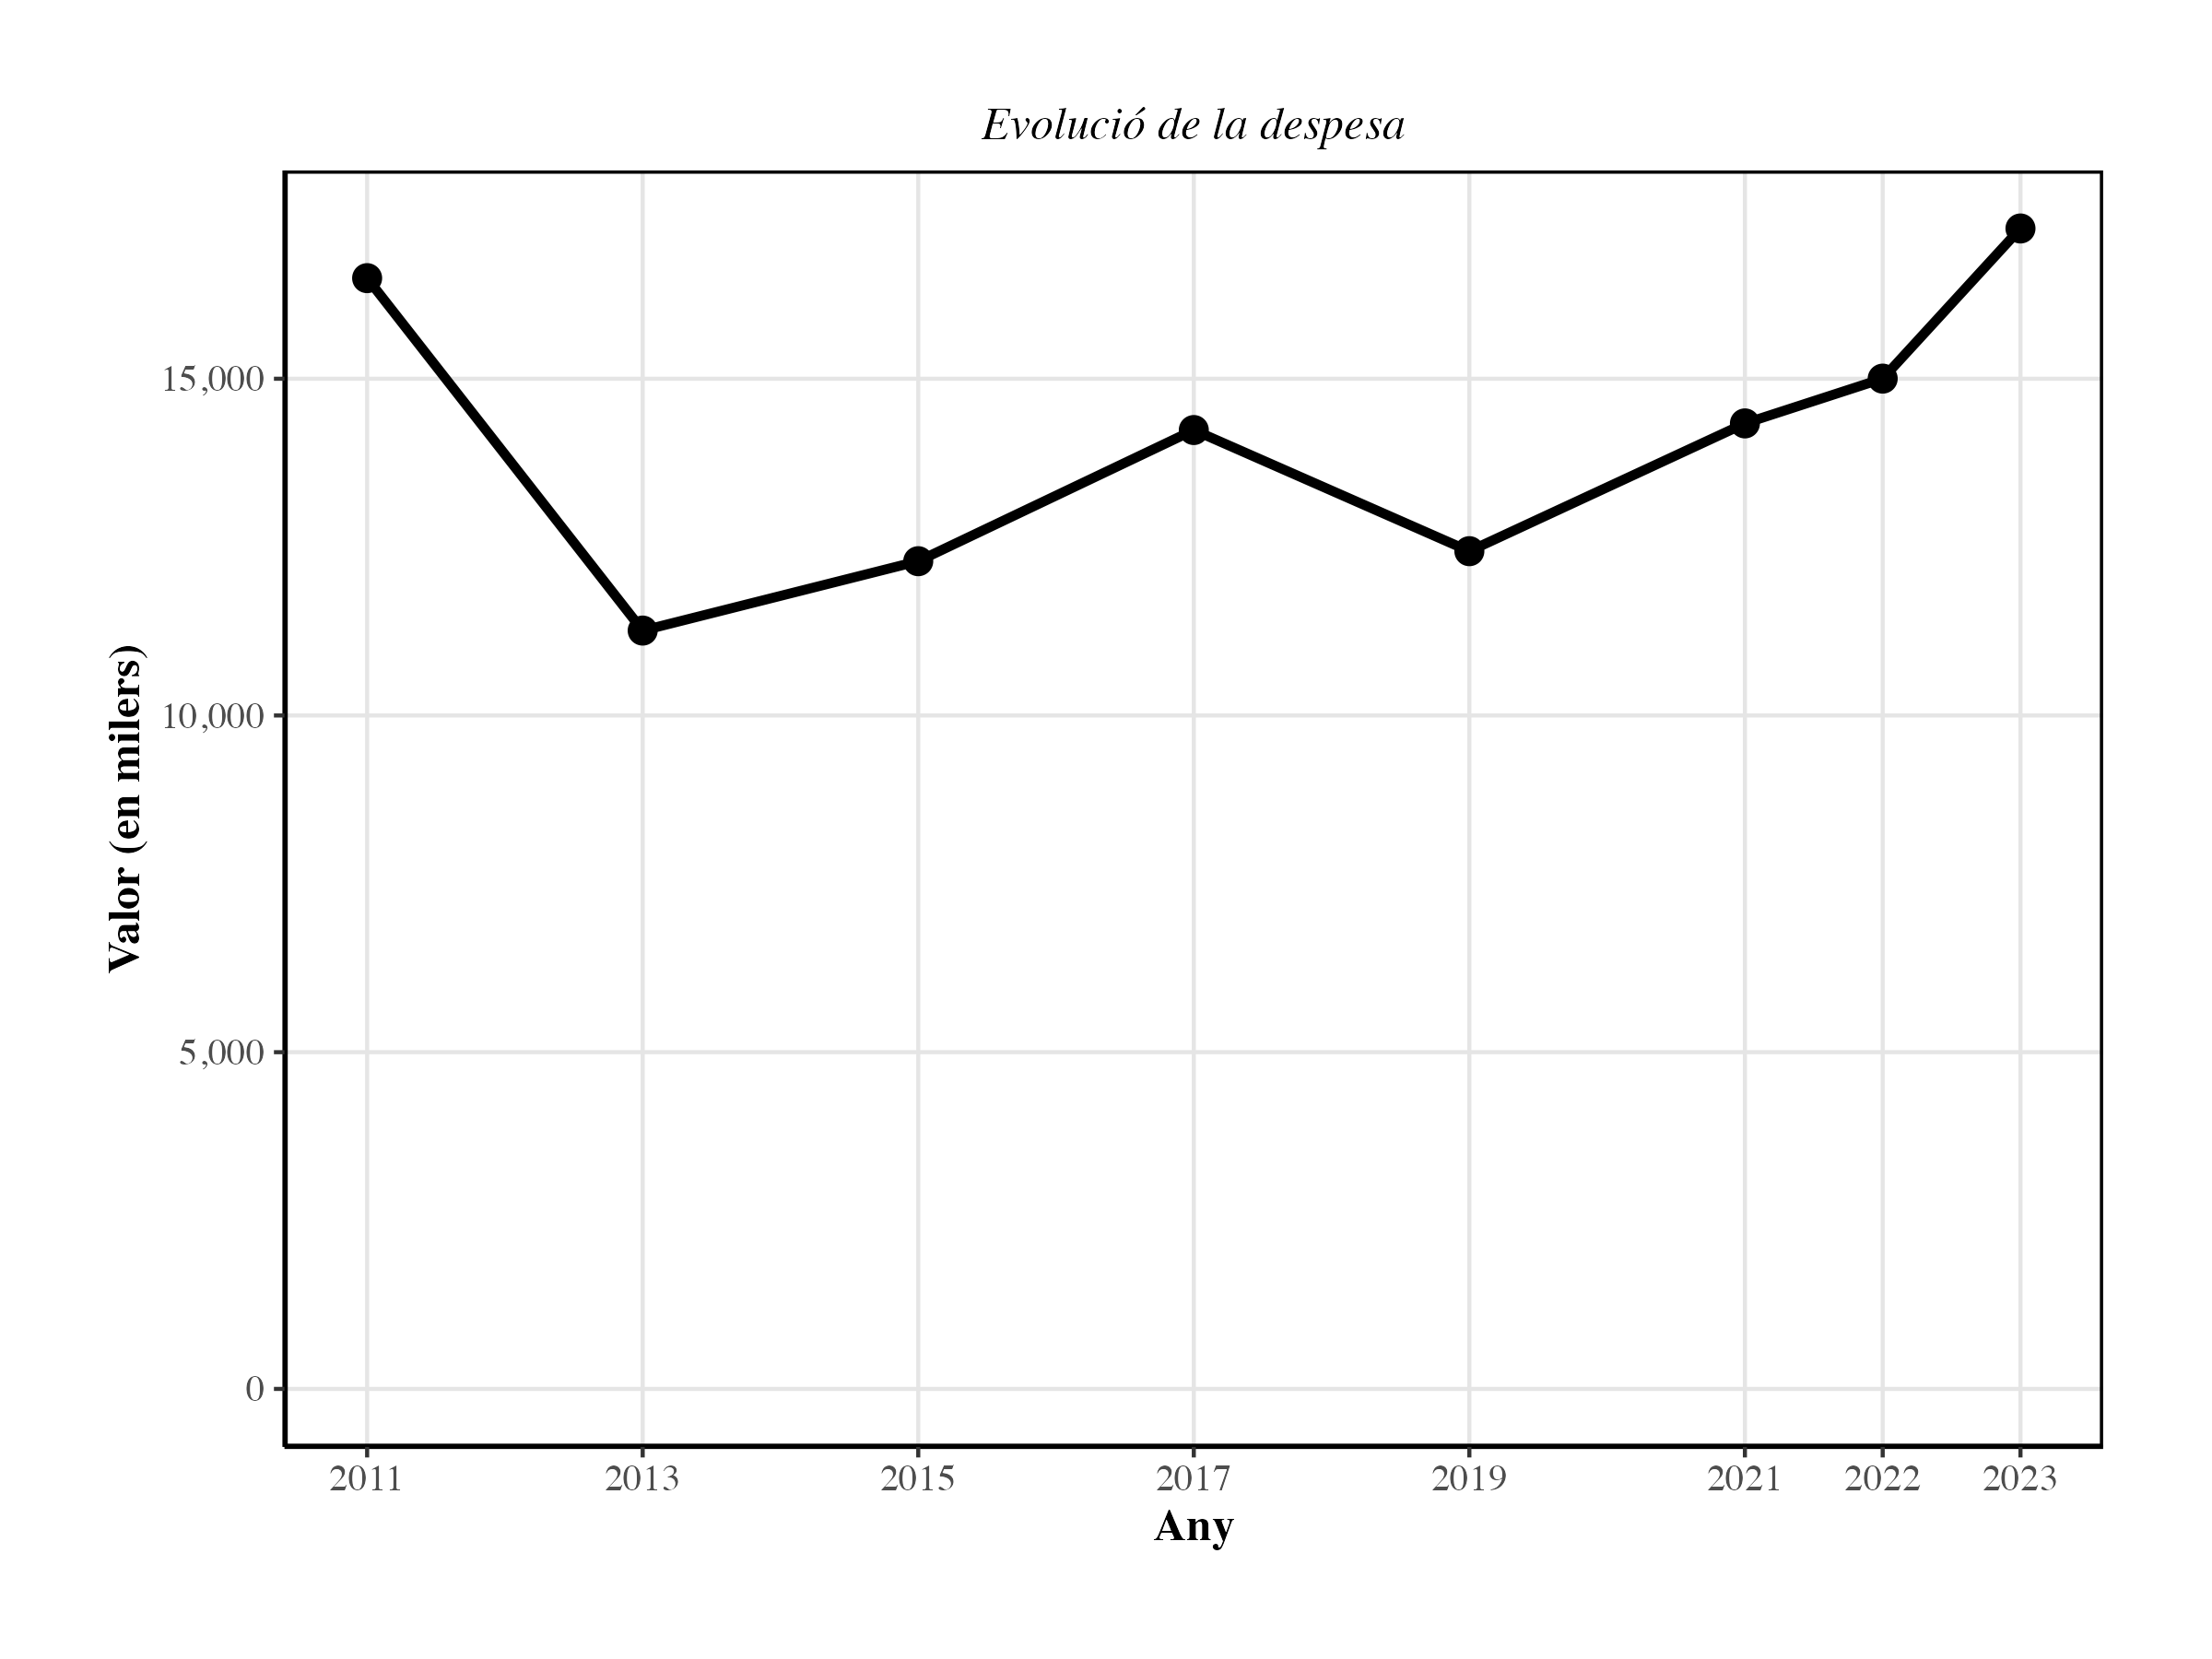 Evolució de la despesa
Valor (en milers)
15,000
10,000
5,000
0
2011 2013 2015 2017 2019 2021 2022 2023
Any